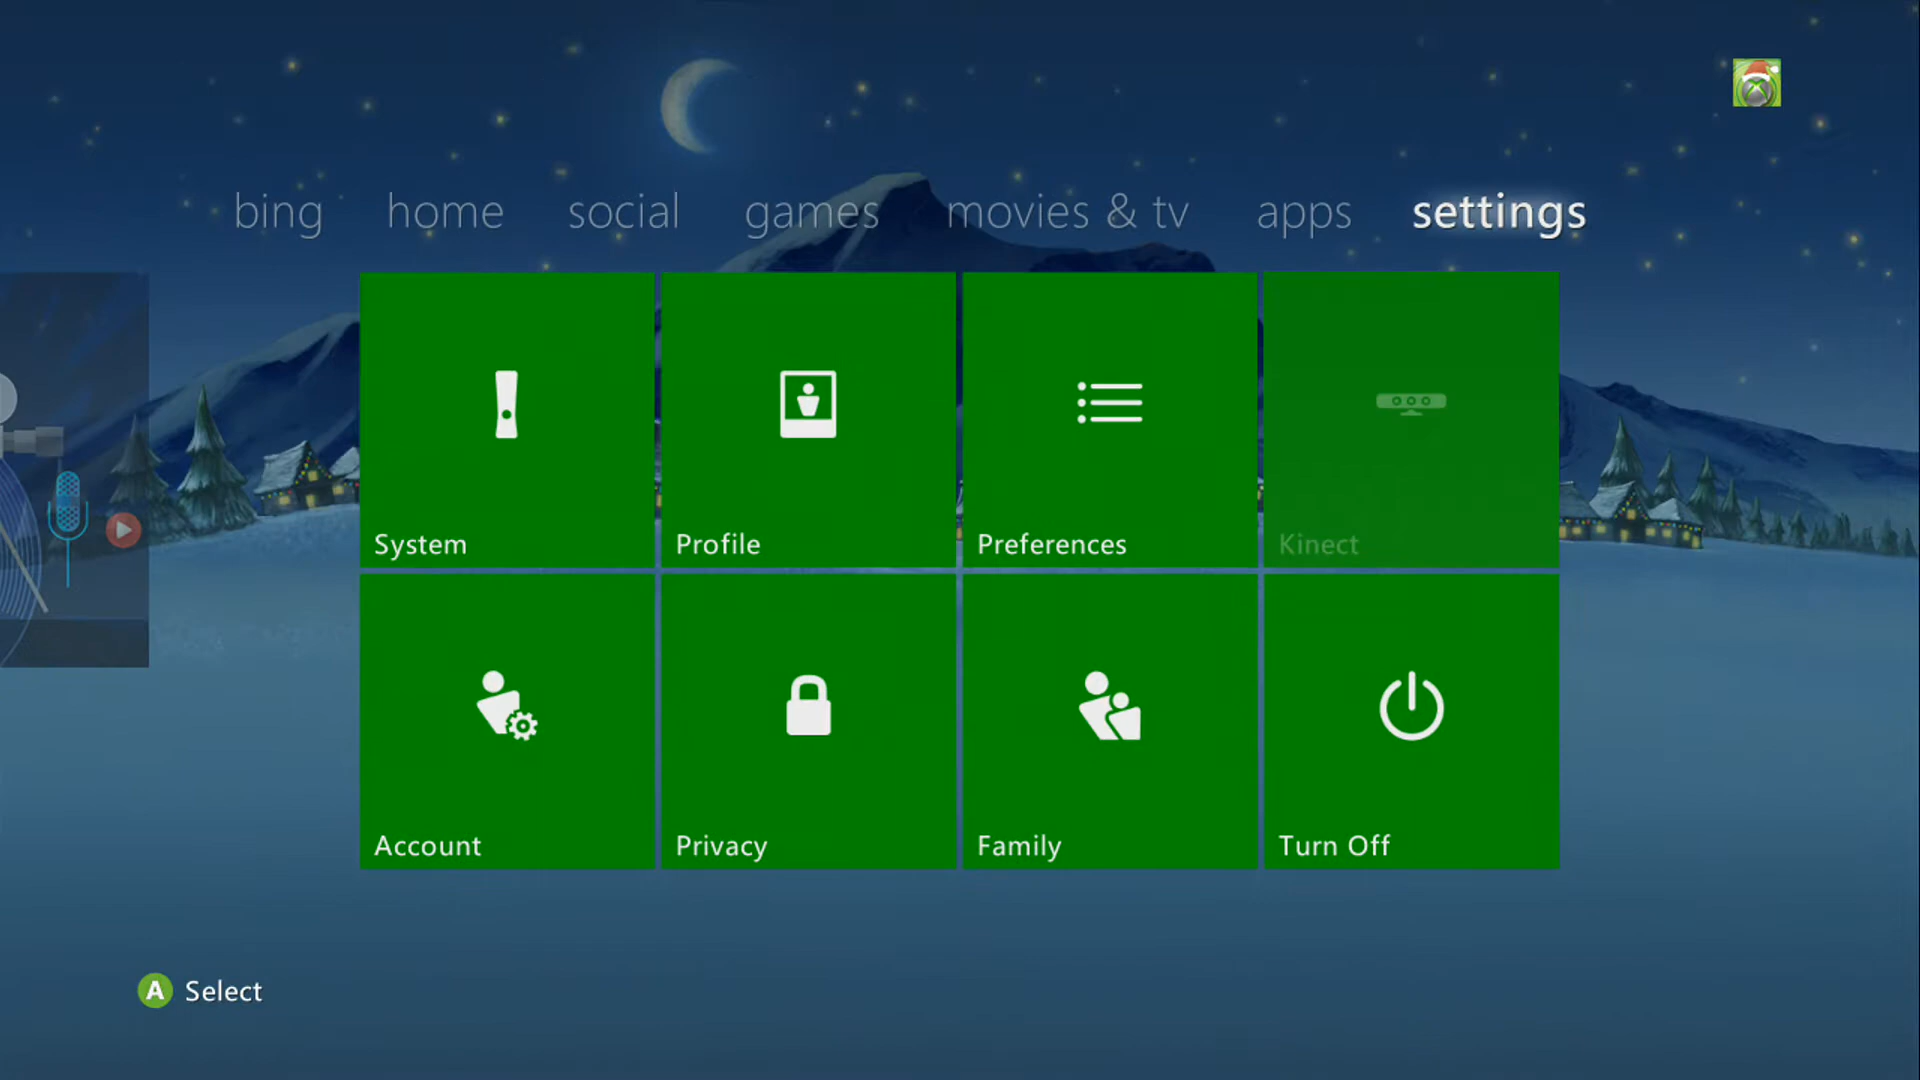 bing home social games movies & tv apps settings
System Profile Preferences Kinect
Account Privacy Family Turn Off
A Select